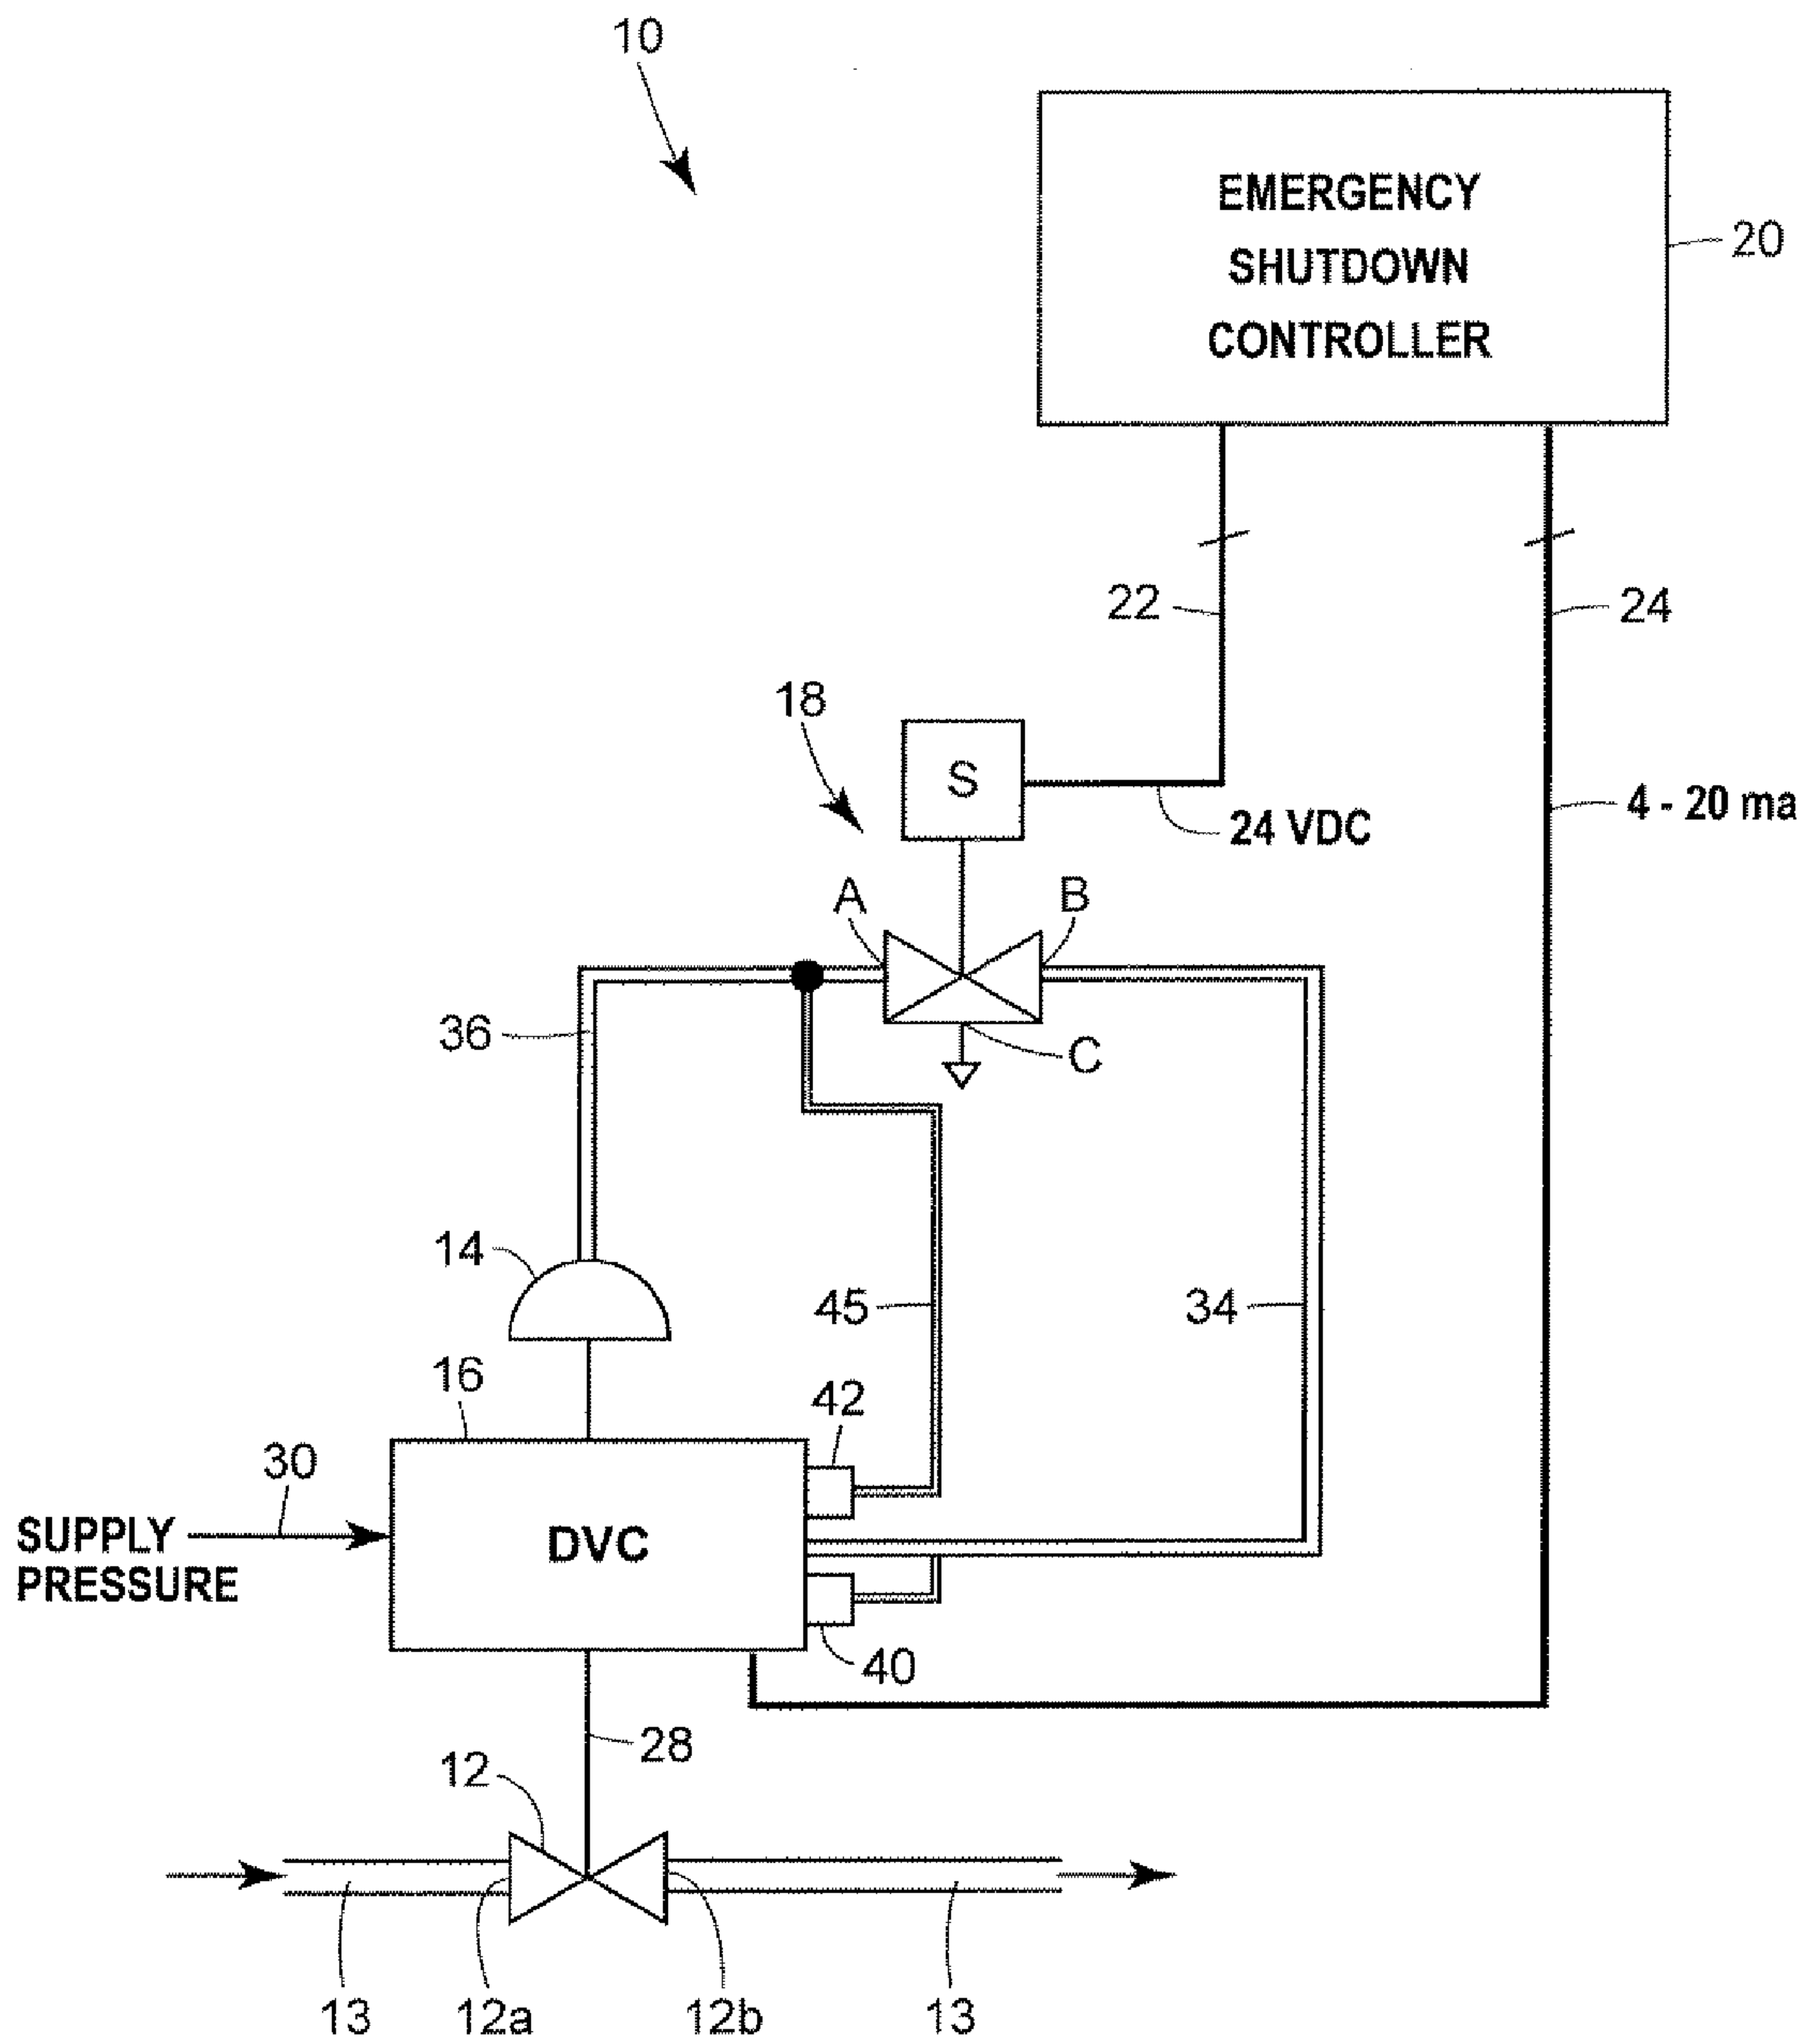 10
EMERGENCY
SHUTDOWN
CONTROLLER
20
22
24
18
S
24 VDC
4 - 20 ma
A
B
36
C
14
45
34
16
42
30
SUPPLY
PRESSURE
DVC
40
28
12
13
12a
12b
13